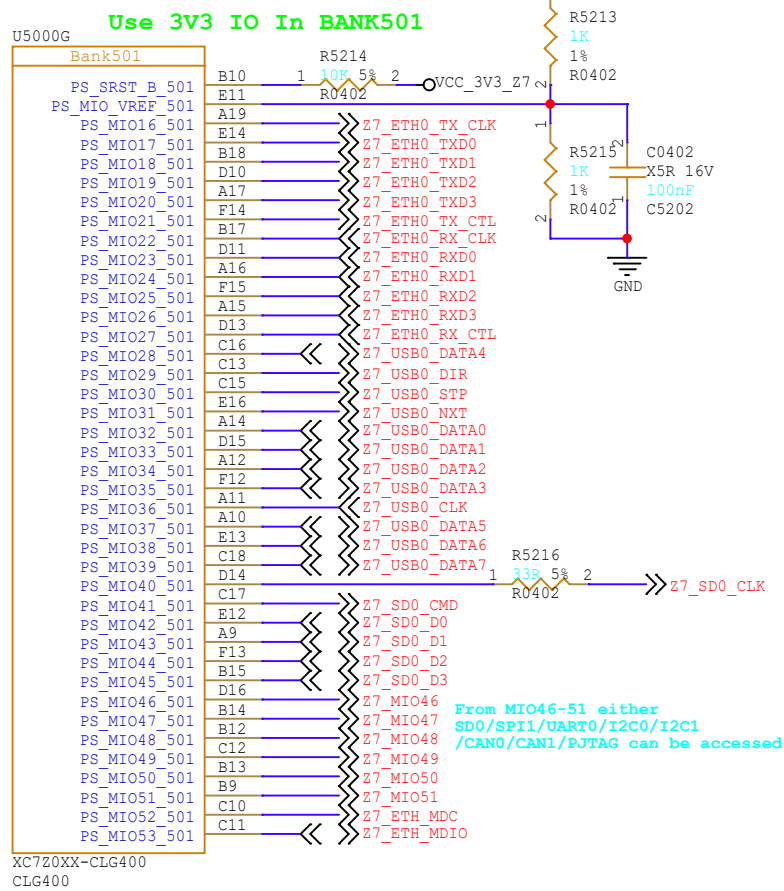 Use 3V3 IO In BANK501
U5000G
Bank501
PS_SRST_B_501 B10 1 R5214 10K 5% 2 R0402 VCC_3V3_Z7
PS_MIO_VREF_501 E11
PS_MIO16_501 A19 Z7_ETH0_TX_CLK
PS_MIO17_501 E14 Z7_ETH0_TXD0
PS_MIO18_501 B18 Z7_ETH0_TXD1
PS_MIO19_501 D10 Z7_ETH0_TXD2
PS_MIO20_501 A17 Z7_ETH0_TXD3
PS_MIO21_501 F14 Z7_ETH0_TX_CTL
PS_MIO22_501 B17 Z7_ETH0_RX_CLK
PS_MIO23_501 D11 Z7_ETH0_RXD0
PS_MIO24_501 A16 Z7_ETH0_RXD1
PS_MIO25_501 F15 Z7_ETH0_RXD2
PS_MIO26_501 A15 Z7_ETH0_RXD3
PS_MIO27_501 D13 Z7_ETH0_RX_CTL
PS_MIO28_501 C16 Z7_USB0_DATA4
PS_MIO29_501 C13 Z7_USB0_DIR
PS_MIO30_501 C15 Z7_USB0_STP
PS_MIO31_501 E16 Z7_USB0_NXT
PS_MIO32_501 A14 Z7_USB0_DATA0
PS_MIO33_501 D15 Z7_USB0_DATA1
PS_MIO34_501 A12 Z7_USB0_DATA2
PS_MIO35_501 F12 Z7_USB0_DATA3
PS_MIO36_501 A11 Z7_USB0_CLK
PS_MIO37_501 A10 Z7_USB0_DATA5
PS_MIO38_501 E13 Z7_USB0_DATA6
PS_MIO39_501 C18 Z7_USB0_DATA7
PS_MIO40_501 D14 1 R5216 33R 5% 2 R0402 Z7_SD0_CLK
PS_MIO41_501 C17 Z7_SD0_CMD
PS_MIO42_501 E12 Z7_SD0_D0
PS_MIO43_501 A9 Z7_SD0_D1
PS_MIO44_501 F13 Z7_SD0_D2
PS_MIO45_501 B15 Z7_SD0_D3
PS_MIO46_501 D16 Z7_MIO46
PS_MIO47_501 B14 Z7_MIO47
PS_MIO48_501 B12 Z7_MIO48
PS_MIO49_501 C12 Z7_MIO49
PS_MIO50_501 B13 Z7_MIO50
PS_MIO51_501 B9 Z7_MIO51
PS_MIO52_501 C10 Z7_ETH_MDC
PS_MIO53_501 C11 Z7_ETH_MDIO
XC7Z0XX-CLG400
CLG400
R5213
1K
1%
R0402
2
1
R5215
1K
1%
R0402
2
2
C0402
X5R 16V
100nF
C5202
1
GND
From MIO46-51 either
SD0/SPI1/UART0/I2C0/I2C1
/CAN0/CAN1/PJTAG can be accessed